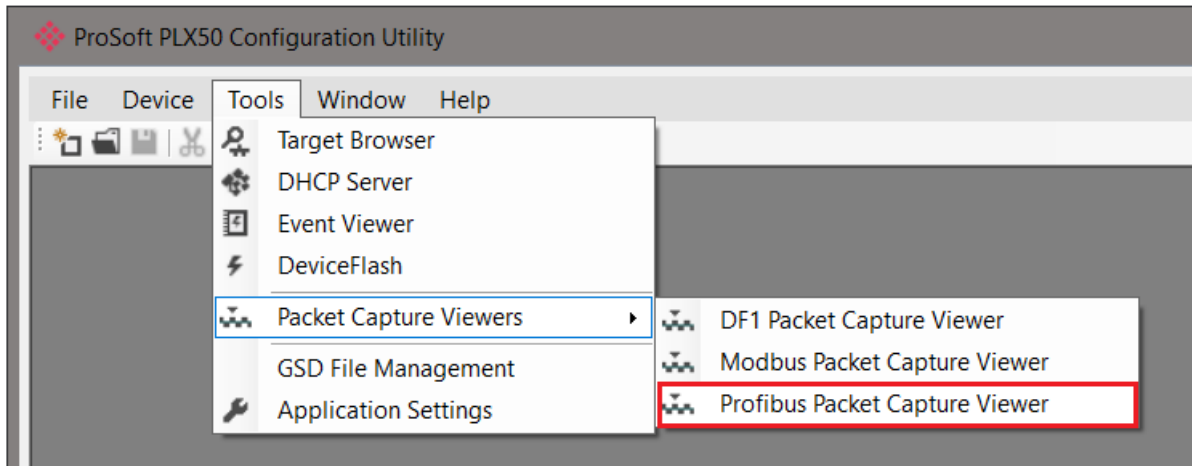 ProSoft PLX50 Configuration Utility
File Device Tools Window Help
Target Browser
DHCP Server
Event Viewer
DeviceFlash
Packet Capture Viewers
DF1 Packet Capture Viewer
Modbus Packet Capture Viewer
Profibus Packet Capture Viewer
GSD File Management
Application Settings